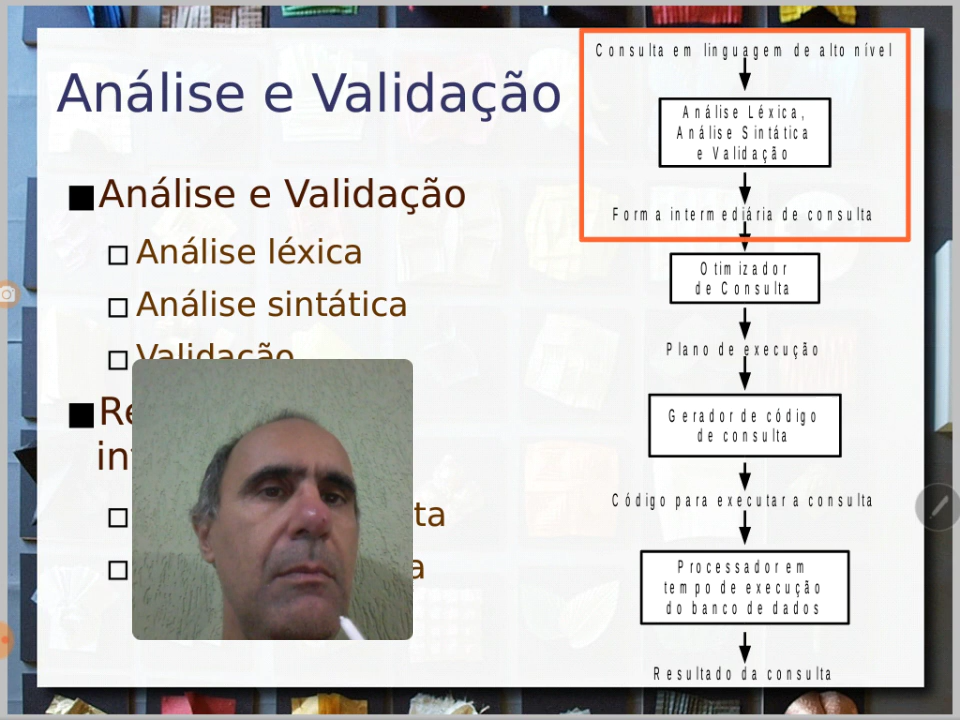 Análise e Validação
Análise e Validação
Análise léxica
Análise sintática
Validação
Consulta em linguagem de alto nível
Análise Léxica,
Análise Sintática
e Validação
Forma intermediária de consulta
Otimizador
de Consulta
Plano de execução
Gerador de código
de consulta
Código para executar a consulta
Processador em
tempo de execução
do banco de dados
Resultado da consulta